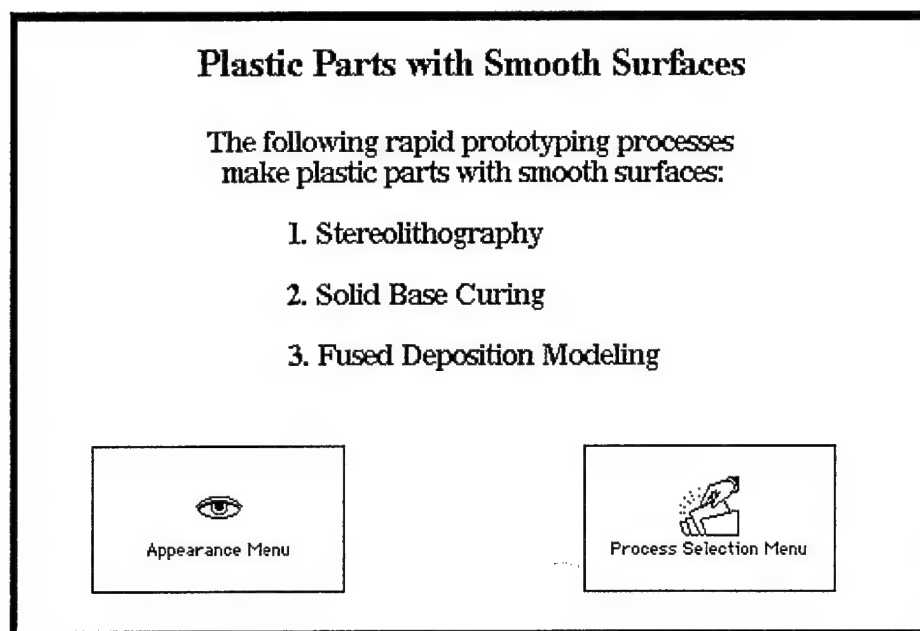 Plastic Parts with Smooth Surfaces
The following rapid prototyping processes
make plastic parts with smooth surfaces:
1. Stereolithography
2. Solid Base Curing
3. Fused Deposition Modeling
Appearance Menu
Process Selection Menu